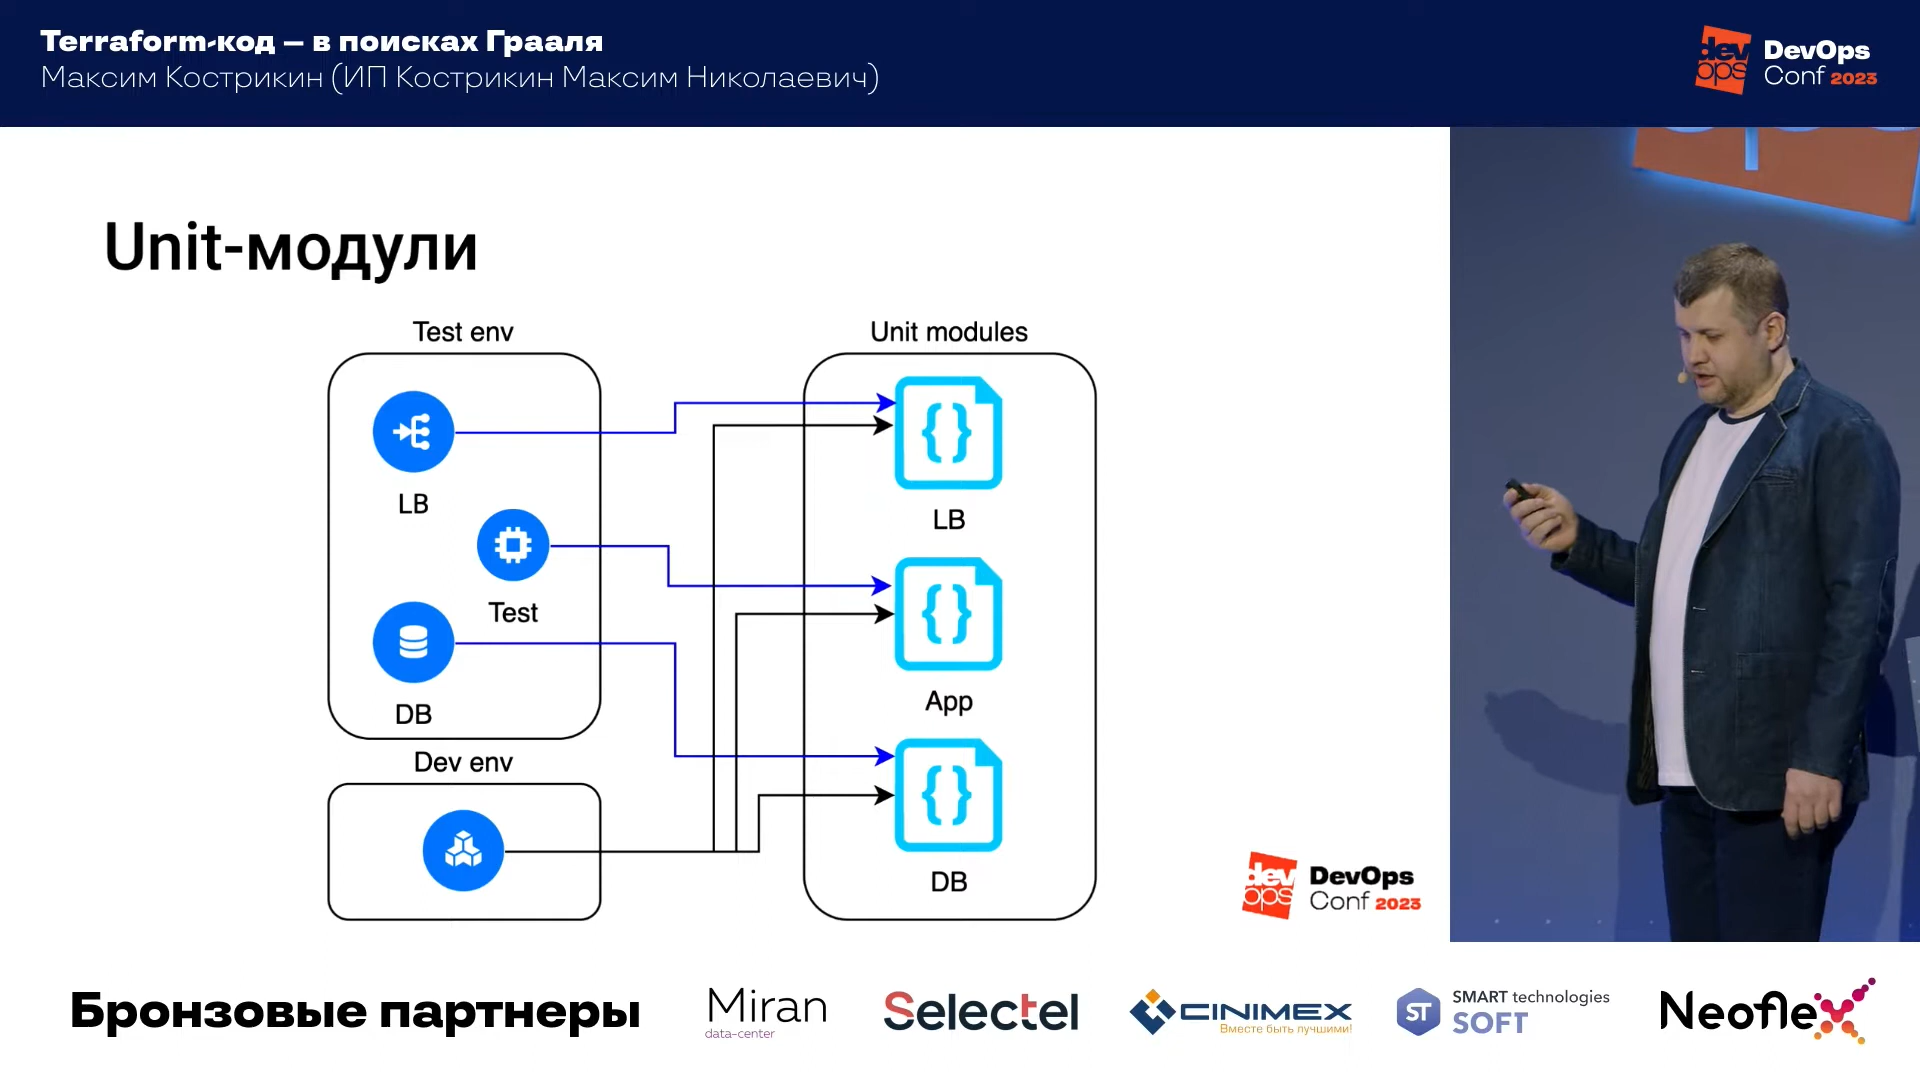 Terraform-код — в поисках Грааля
Максим Кострикин (ИП Кострикин Максим Николаевич)
dev
ops
DevOps
Conf 2023
Unit-модули
Test env
Unit modules
LB
LB
Test
App
DB
Dev env
DB
dev
ops
DevOps
Conf 2023
Бронзовые партнеры
Miran
data-center
Selectel
CINIMEX
Вместе быть лучшими!
ST
SMART technologies
SOFT
Neoflex